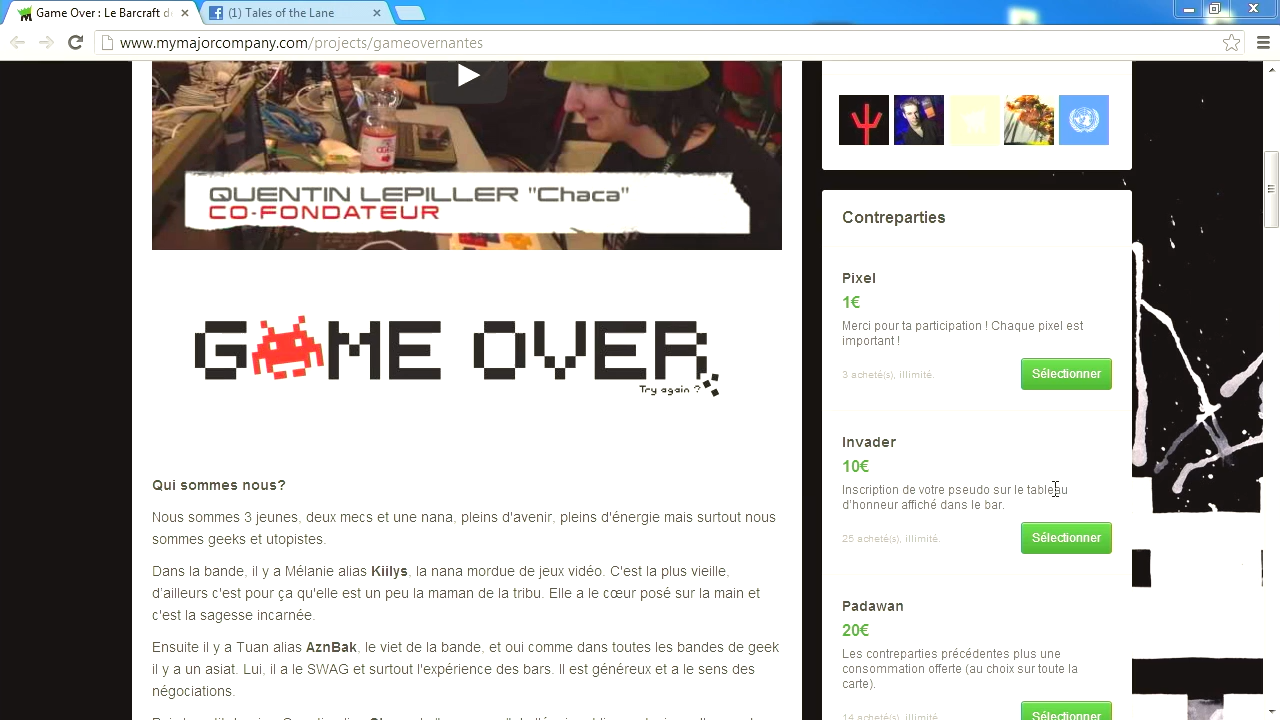 Game Over : Le Barcraft d
(1) Tales of the Lane
www.mymajorcompany.com/projects/gameovernantes
QUENTIN LEPILLER "Chaca"
CO-FONDATEUR
GAME OVER
Try again ?
Qui sommes nous?
Nous sommes 3 jeunes, deux mecs et une nana, pleins d'avenir, pleins d'énergie mais surtout nous
sommes geeks et utopistes.
Dans la bande, il y a Mélanie alias Kiilys, la nana mordue de jeux vidéo. C'est la plus vieille,
d'ailleurs c'est pour ça qu'elle est un peu la maman de la tribu. Elle a le cœur posé sur la main et
c'est la sagesse incarnée.
Ensuite il y a Tuan alias AznBak, le viet de la bande, et oui comme dans toutes les bandes de geek
il y a un asiat. Lui, il a le SWAG et surtout l'expérience des bars. Il est généreux et a le sens des
négociations.
Contreparties
Pixel
1€
Merci pour ta participation ! Chaque pixel est
important !
3 acheté(s), illimité.
Sélectionner
Invader
10€
Inscription de votre pseudo sur le tableau
d'honneur affiché dans le bar.
25 acheté(s), illimité.
Sélectionner
Padawan
20€
Les contreparties précédentes plus une
consommation offerte (au choix sur toute la
carte).
14 acheté(s), illimité.
Sélectionner